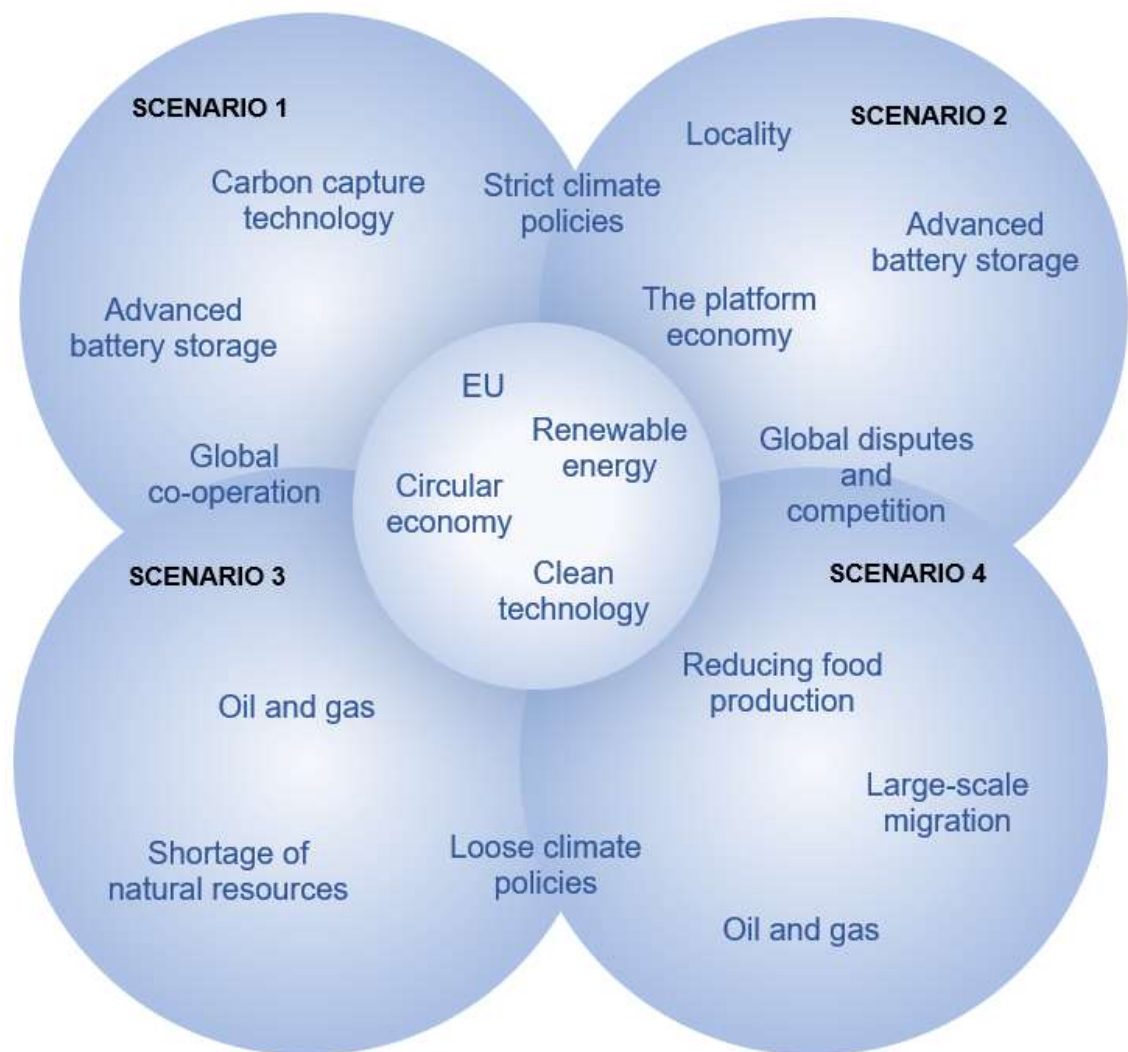 SCENARIO 1
Carbon capture
technology
Advanced
battery storage
Global
co-operation
Strict climate
policies
SCENARIO 2
Locality
Advanced
battery storage
The platform
economy
Global disputes
and
competition
EU
Renewable
energy
Circular
economy
Clean
technology
SCENARIO 3
Oil and gas
Shortage of
natural resources
Loose climate
policies
SCENARIO 4
Reducing food
production
Large-scale
migration
Oil and gas